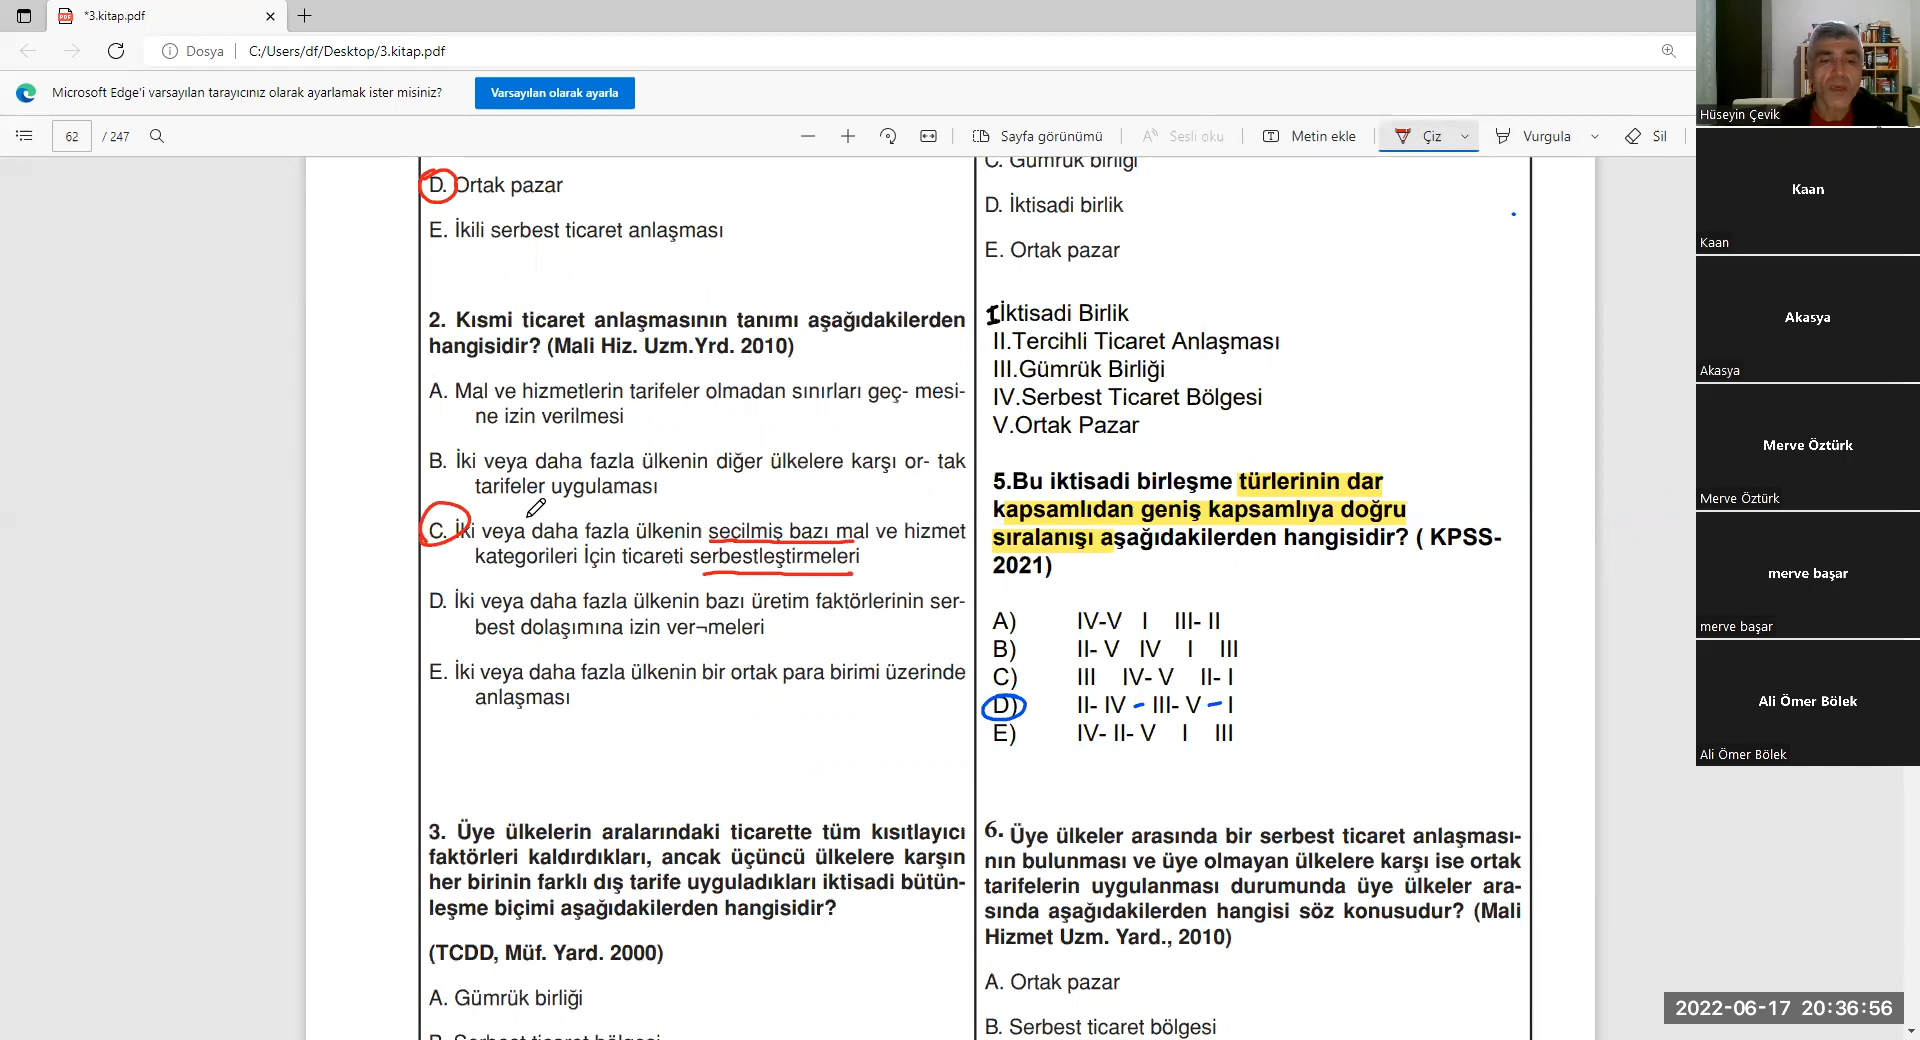 *3.kitap.pdf
Dosya
C:/Users/df/Desktop/3.kitap.pdf
Microsoft Edge'i varsayılan tarayıcınız olarak ayarlamak ister misiniz?
Varsayılan olarak ayarla
62 / 247
Sayfa görünümü
Sesli oku
Metin ekle
Çiz
Vurgula
Sil
D. Ortak pazar
E. İkili serbest ticaret anlaşması
2. Kısmi ticaret anlaşmasının tanımı aşağıdakilerden
hangisidir? (Mali Hiz. Uzm.Yrd. 2010)
A. Mal ve hizmetlerin tarifeler olmadan sınırları geç- mesi-
ne izin verilmesi
B. İki veya daha fazla ülkenin diğer ülkelere karşı or- tak
tarifeler uygulaması
C. İki veya daha fazla ülkenin seçilmiş bazı mal ve hizmet
kategorileri İçin ticareti serbestleştirmeleri
D. İki veya daha fazla ülkenin bazı üretim faktörlerinin ser-
best dolaşımına izin ver¬meleri
E. İki veya daha fazla ülkenin bir ortak para birimi üzerinde
anlaşması
3. Üye ülkelerin aralarındaki ticarette tüm kısıtlayıcı
faktörleri kaldırdıkları, ancak üçüncü ülkelere karşın
her birinin farklı dış tarife uyguladıkları iktisadi bütün-
leşme biçimi aşağıdakilerden hangisidir?
(TCDD, Müf. Yard. 2000)
A. Gümrük birliği
B. Serbest ticaret bölgesi
C. Gümrük birliği
D. İktisadi birlik
E. Ortak pazar
I.İktisadi Birlik
II.Tercihli Ticaret Anlaşması
III.Gümrük Birliği
IV.Serbest Ticaret Bölgesi
V.Ortak Pazar
5.Bu iktisadi birleşme türlerinin dar
kapsamlıdan geniş kapsamlıya doğru
sıralanışı aşağıdakilerden hangisidir? ( KPSS-
2021)
A) IV-V I III- II
B) II- V IV I III
C) III IV- V II- I
D) II- IV - III- V - I
E) IV- II- V I III
6. Üye ülkeler arasında bir serbest ticaret anlaşması-
nın bulunması ve üye olmayan ülkelere karşı ise ortak
tarifelerin uygulanması durumunda üye ülkeler ara-
sında aşağıdakilerden hangisi söz konusudur? (Mali
Hizmet Uzm. Yard., 2010)
A. Ortak pazar
B. Serbest ticaret bölgesi
Hüseyin Çevik
Kaan
Kaan
Akasya
Akasya
Merve Öztürk
Merve Öztürk
merve başar
merve başar
Ali Ömer Bölek
Ali Ömer Bölek
2022-06-17 20:36:56